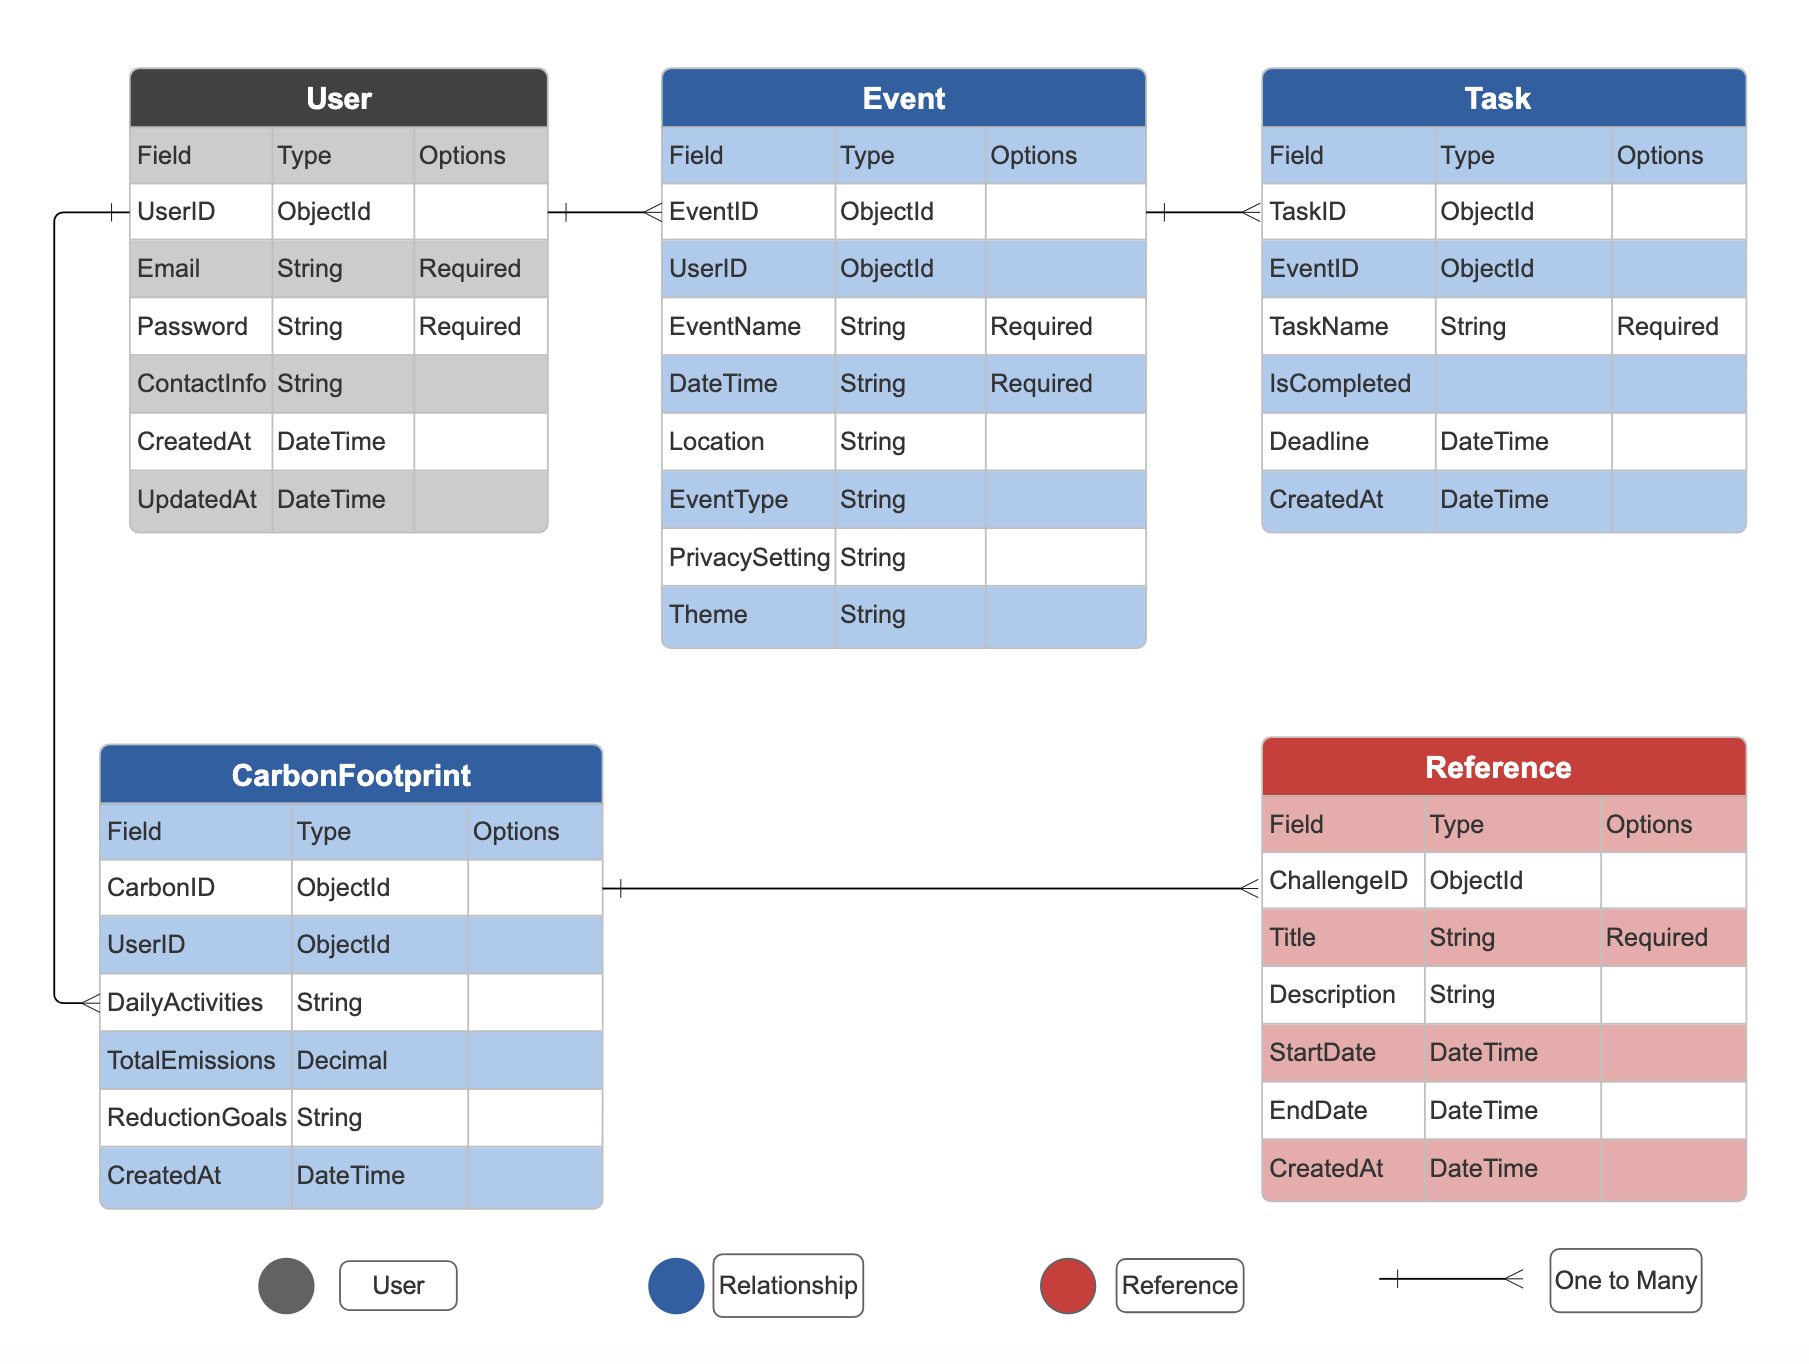 User
Field Type Options
UserID ObjectId
Email String Required
Password String Required
ContactInfo String
CreatedAt DateTime
UpdatedAt DateTime
Event
Field Type Options
EventID ObjectId
UserID ObjectId
EventName String Required
DateTime String Required
Location String
EventType String
PrivacySetting String
Theme String
Task
Field Type Options
TaskID ObjectId
EventID ObjectId
TaskName String Required
IsCompleted
Deadline DateTime
CreatedAt DateTime
CarbonFootprint
Field Type Options
CarbonID ObjectId
UserID ObjectId
DailyActivities String
TotalEmissions Decimal
ReductionGoals String
CreatedAt DateTime
Reference
Field Type Options
ChallengeID ObjectId
Title String Required
Description String
StartDate DateTime
EndDate DateTime
CreatedAt DateTime
User
Relationship
Reference
One to Many